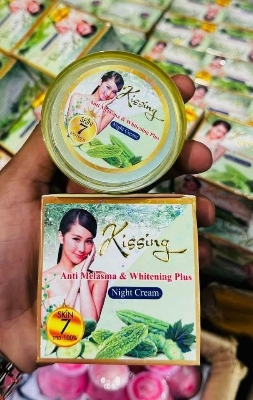 Kissing
Anti Melasma & Whitening Plus
Night Cream
SKiN
7
Kissing
Anti Melasma & Whitening Plus
Night Cream
SKiN
7